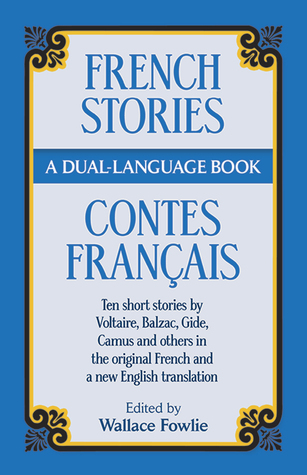 FRENCH
STORIES
A DUAL-LANGUAGE BOOK
CONTES
FRANÇAIS
Ten short stories by
Voltaire, Balzac, Gide,
Camus and others in
the original French and
a new English translation
Edited by
Wallace Fowlie